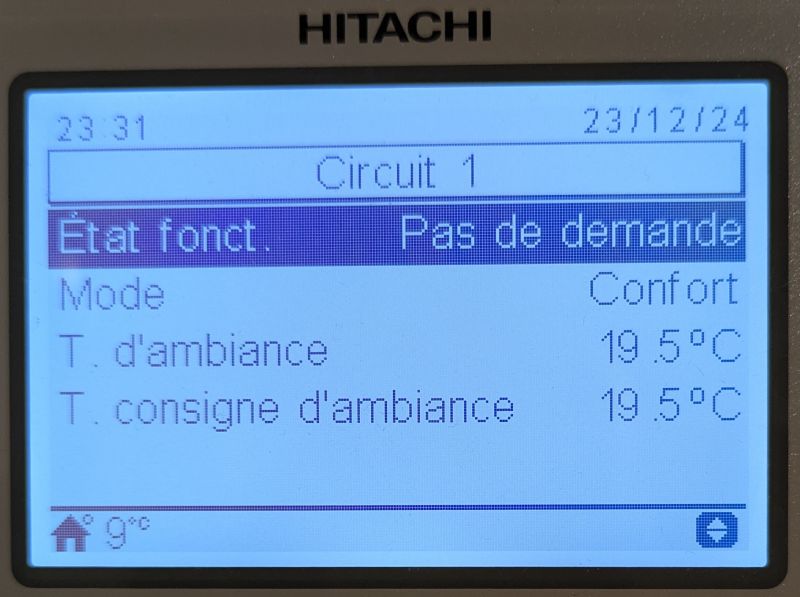 HITACHI
23:31 23/12/24
Circuit 1
État fonct. Pas de demande
Mode Confort
T. d'ambiance 19.5°C
T. consigne d'ambiance 19.5°C
9°C